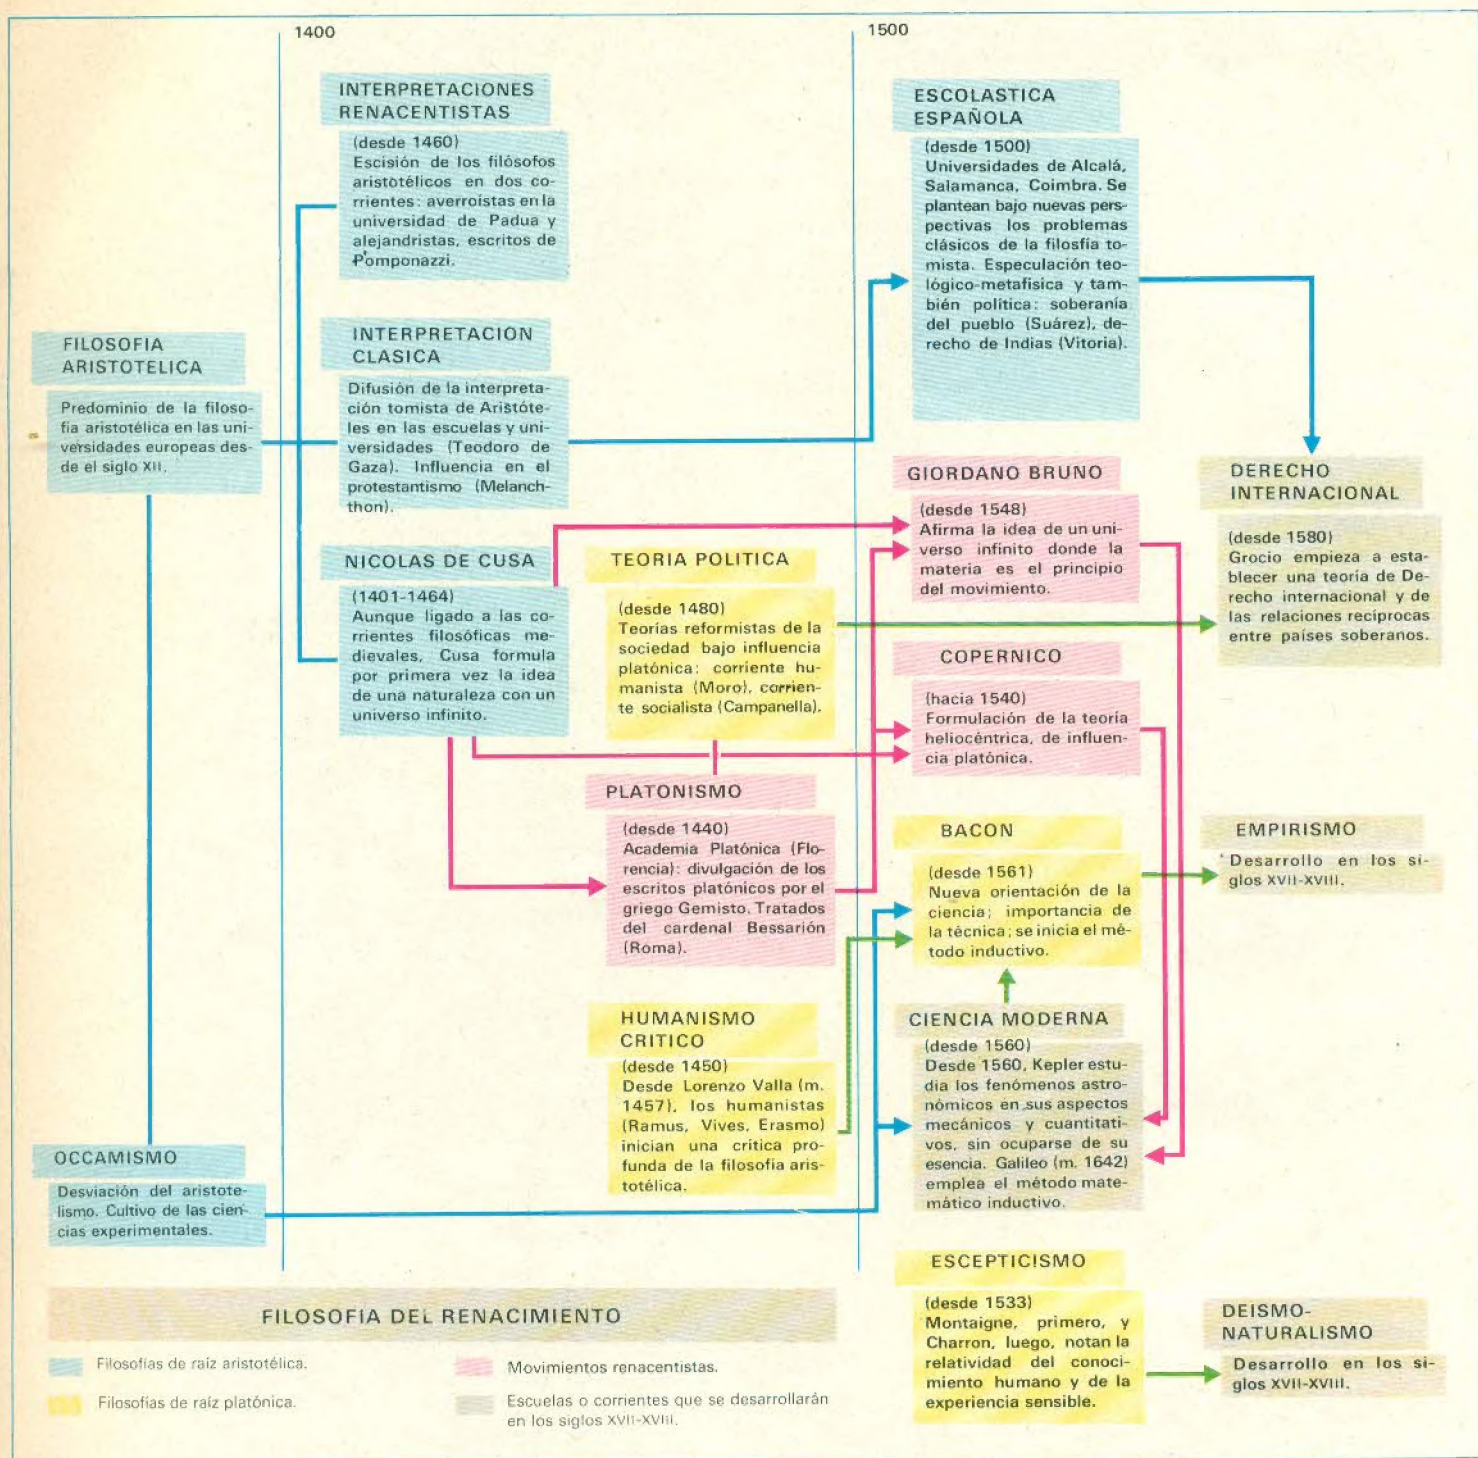 1400
1500
INTERPRETACIONES
RENACENTISTAS
(desde 1460)
Escisión de los filósofos
aristotélicos en dos co-
rrientes: averroístas en la
universidad de Padua y
alejandristas, escritos de
Pomponazzi.
ESCOLASTICA
ESPAÑOLA
(desde 1500)
Universidades de Alcalá,
Salamanca, Coimbra. Se
plantean bajo nuevas pers-
pectivas los problemas
clásicos de la filosfía to-
mista. Especulación teo-
lógico-metafísica y tam-
bién política: soberanía
del pueblo (Suárez), de-
recho de Indias (Vitoria).
FILOSOFIA
ARISTOTELICA
Predominio de la filoso-
fía aristotélica en las uni-
versidades europeas des-
de el siglo XII.
INTERPRETACION
CLASICA
Difusión de la interpreta-
ción tomista de Aristóte-
les en las escuelas y uni-
versidades (Teodoro de
Gaza). Influencia en el
protestantismo (Melanch-
thon).
GIORDANO BRUNO
(desde 1548)
Afirma la idea de un uni-
verso infinito donde la
materia es el principio
del movimiento.
DERECHO
INTERNACIONAL
(desde 1580)
Grocio empieza a esta-
blecer una teoría de De-
recho internacional y de
las relaciones recíprocas
entre países soberanos.
NICOLAS DE CUSA
(1401-1464)
Aunque ligado a las co-
rrientes filosóficas me-
dievales, Cusa formula
por primera vez la idea
de una naturaleza con un
universo infinito.
TEORIA POLITICA
(desde 1480)
Teorías reformistas de la
sociedad bajo influencia
platónica: corriente hu-
manista (Moro), corrien-
te socialista (Campanella).
COPERNICO
(hacia 1540)
Formulación de la teoría
heliocéntrica, de influen-
cia platónica.
PLATONISMO
(desde 1440)
Academia Platónica (Flo-
rencia): divulgación de los
escritos platónicos por el
griego Gemisto. Tratados
del cardenal Bessarión
(Roma).
BACON
(desde 1561)
Nueva orientación de la
ciencia; importancia de
la técnica; se inicia el mé-
todo inductivo.
EMPIRISMO
Desarrollo en los si-
glos XVII-XVIII.
HUMANISMO
CRITICO
(desde 1450)
Desde Lorenzo Valla (m.
1457), los humanistas
(Ramus, Vives, Erasmo)
inician una crítica pro-
funda de la filosofía aris-
totélica.
CIENCIA MODERNA
(desde 1560)
Desde 1560, Kepler estu-
dia los fenómenos astro-
nómicos en sus aspectos
mecánicos y cuantitati-
vos, sin ocuparse de su
esencia. Galileo (m. 1642)
emplea el método mate-
mático inductivo.
OCCAMISMO
Desviación del aristote-
lismo. Cultivo de las cien-
cias experimentales.
ESCEPTICISMO
(desde 1533)
Montaigne, primero, y
Charron, luego, notan la
relatividad del conoci-
miento humano y de la
experiencia sensible.
DEISMO-
NATURALISMO
Desarrollo en los si-
glos XVII-XVIII.
FILOSOFIA DEL RENACIMIENTO
Filosofías de raíz aristotélica.
Filosofías de raíz platónica.
Movimientos renacentistas.
Escuelas o corrientes que se desarrollarán
en los siglos XVII-XVIII.